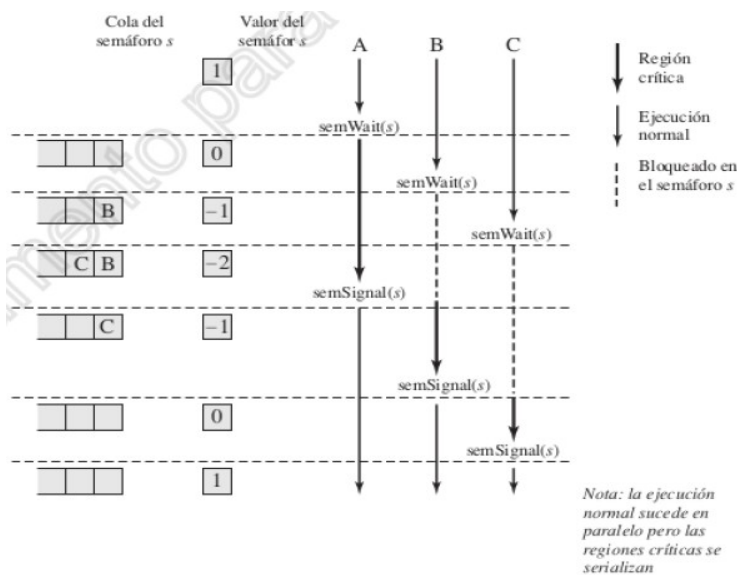 Cola del
semáforo s
Valor del
semáfor s
A
B
C
1
Región
crítica
Ejecución
normal
Bloqueado en
el semáforo s
semWait(s)
0
semWait(s)
B
-1
semWait(s)
C B
-2
semSignal(s)
C
-1
semSignal(s)
0
semSignal(s)
1
Nota: la ejecución
normal sucede en
paralelo pero las
regiones críticas se
serializan